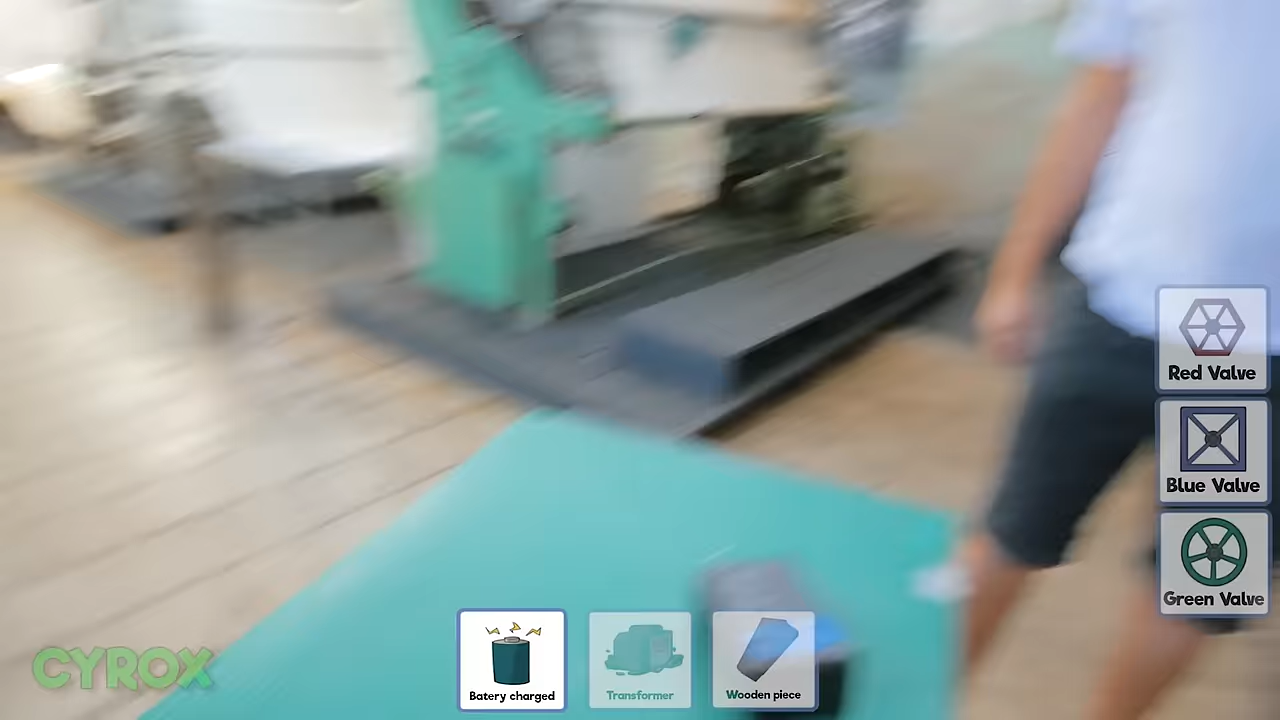 Red Valve
Blue Valve
Green Valve
CYROX
Batery charged
Transformer
Wooden piece